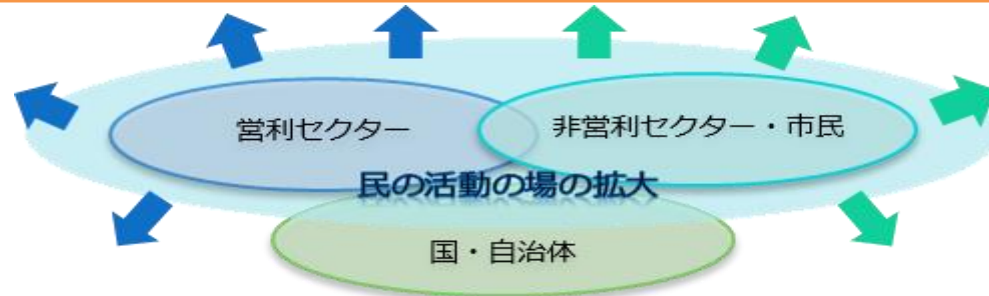 営利セクター
非営利セクター・市民
民の活動の場の拡大
国・自治体